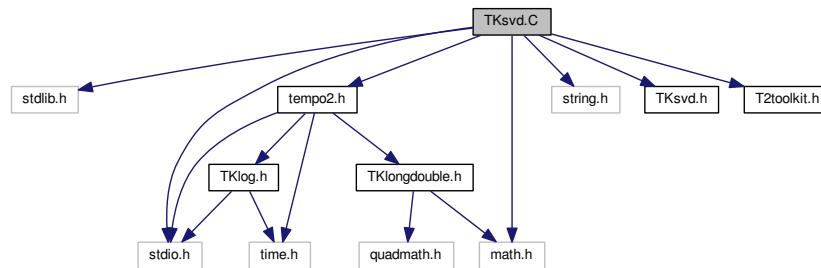 TKsvd.C
stdlib.h
tempo2.h
string.h
TKsvd.h
T2toolkit.h
TKlog.h
TKlongdouble.h
stdio.h
time.h
quadmath.h
math.h